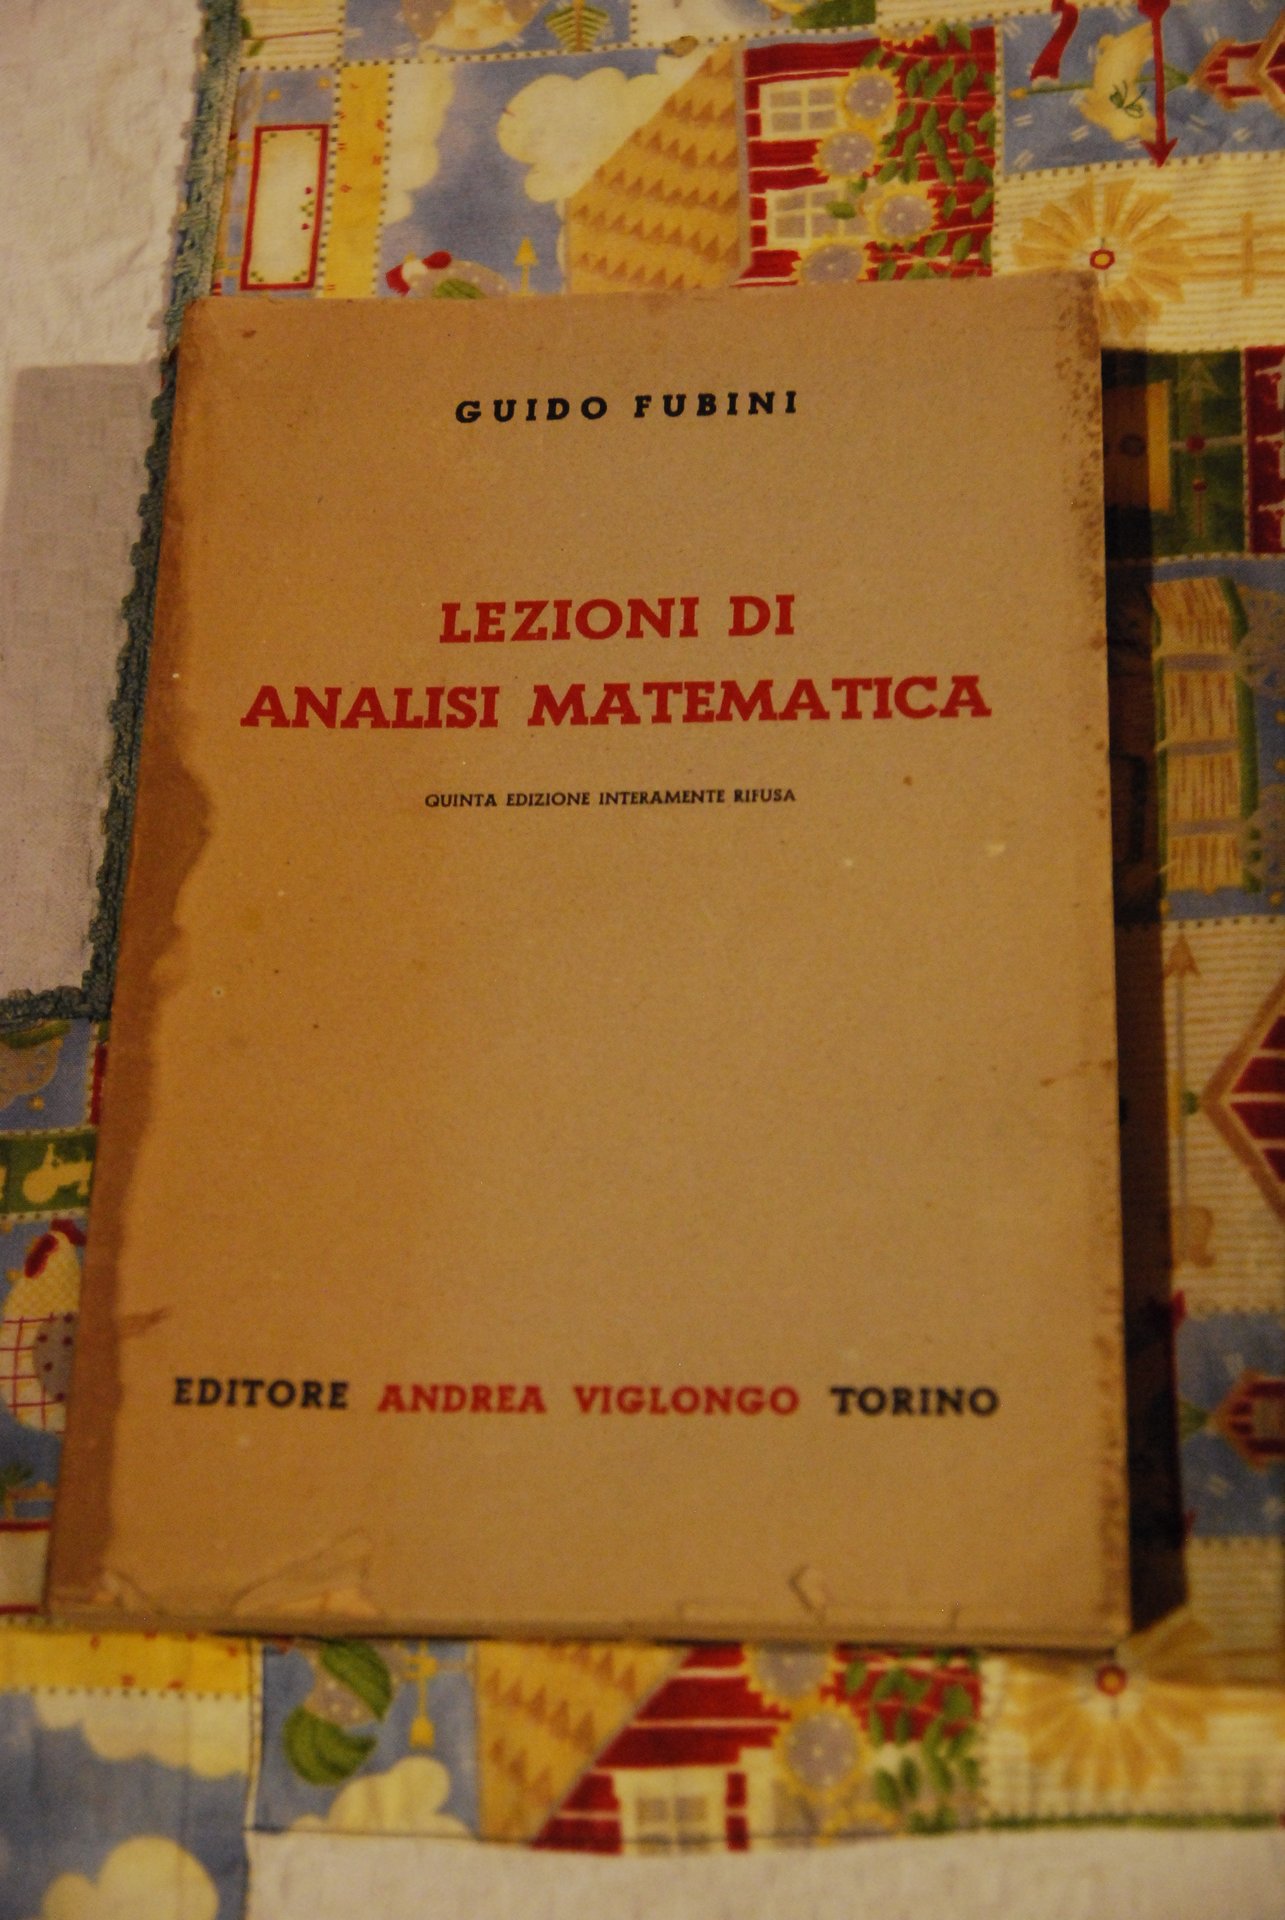 GUIDO FUBINI
LEZIONI DI
ANALISI MATEMATICA
QUINTA EDIZIONE INTERAMENTE RIFUSA
EDITORE ANDREA VIGLONGO TORINO